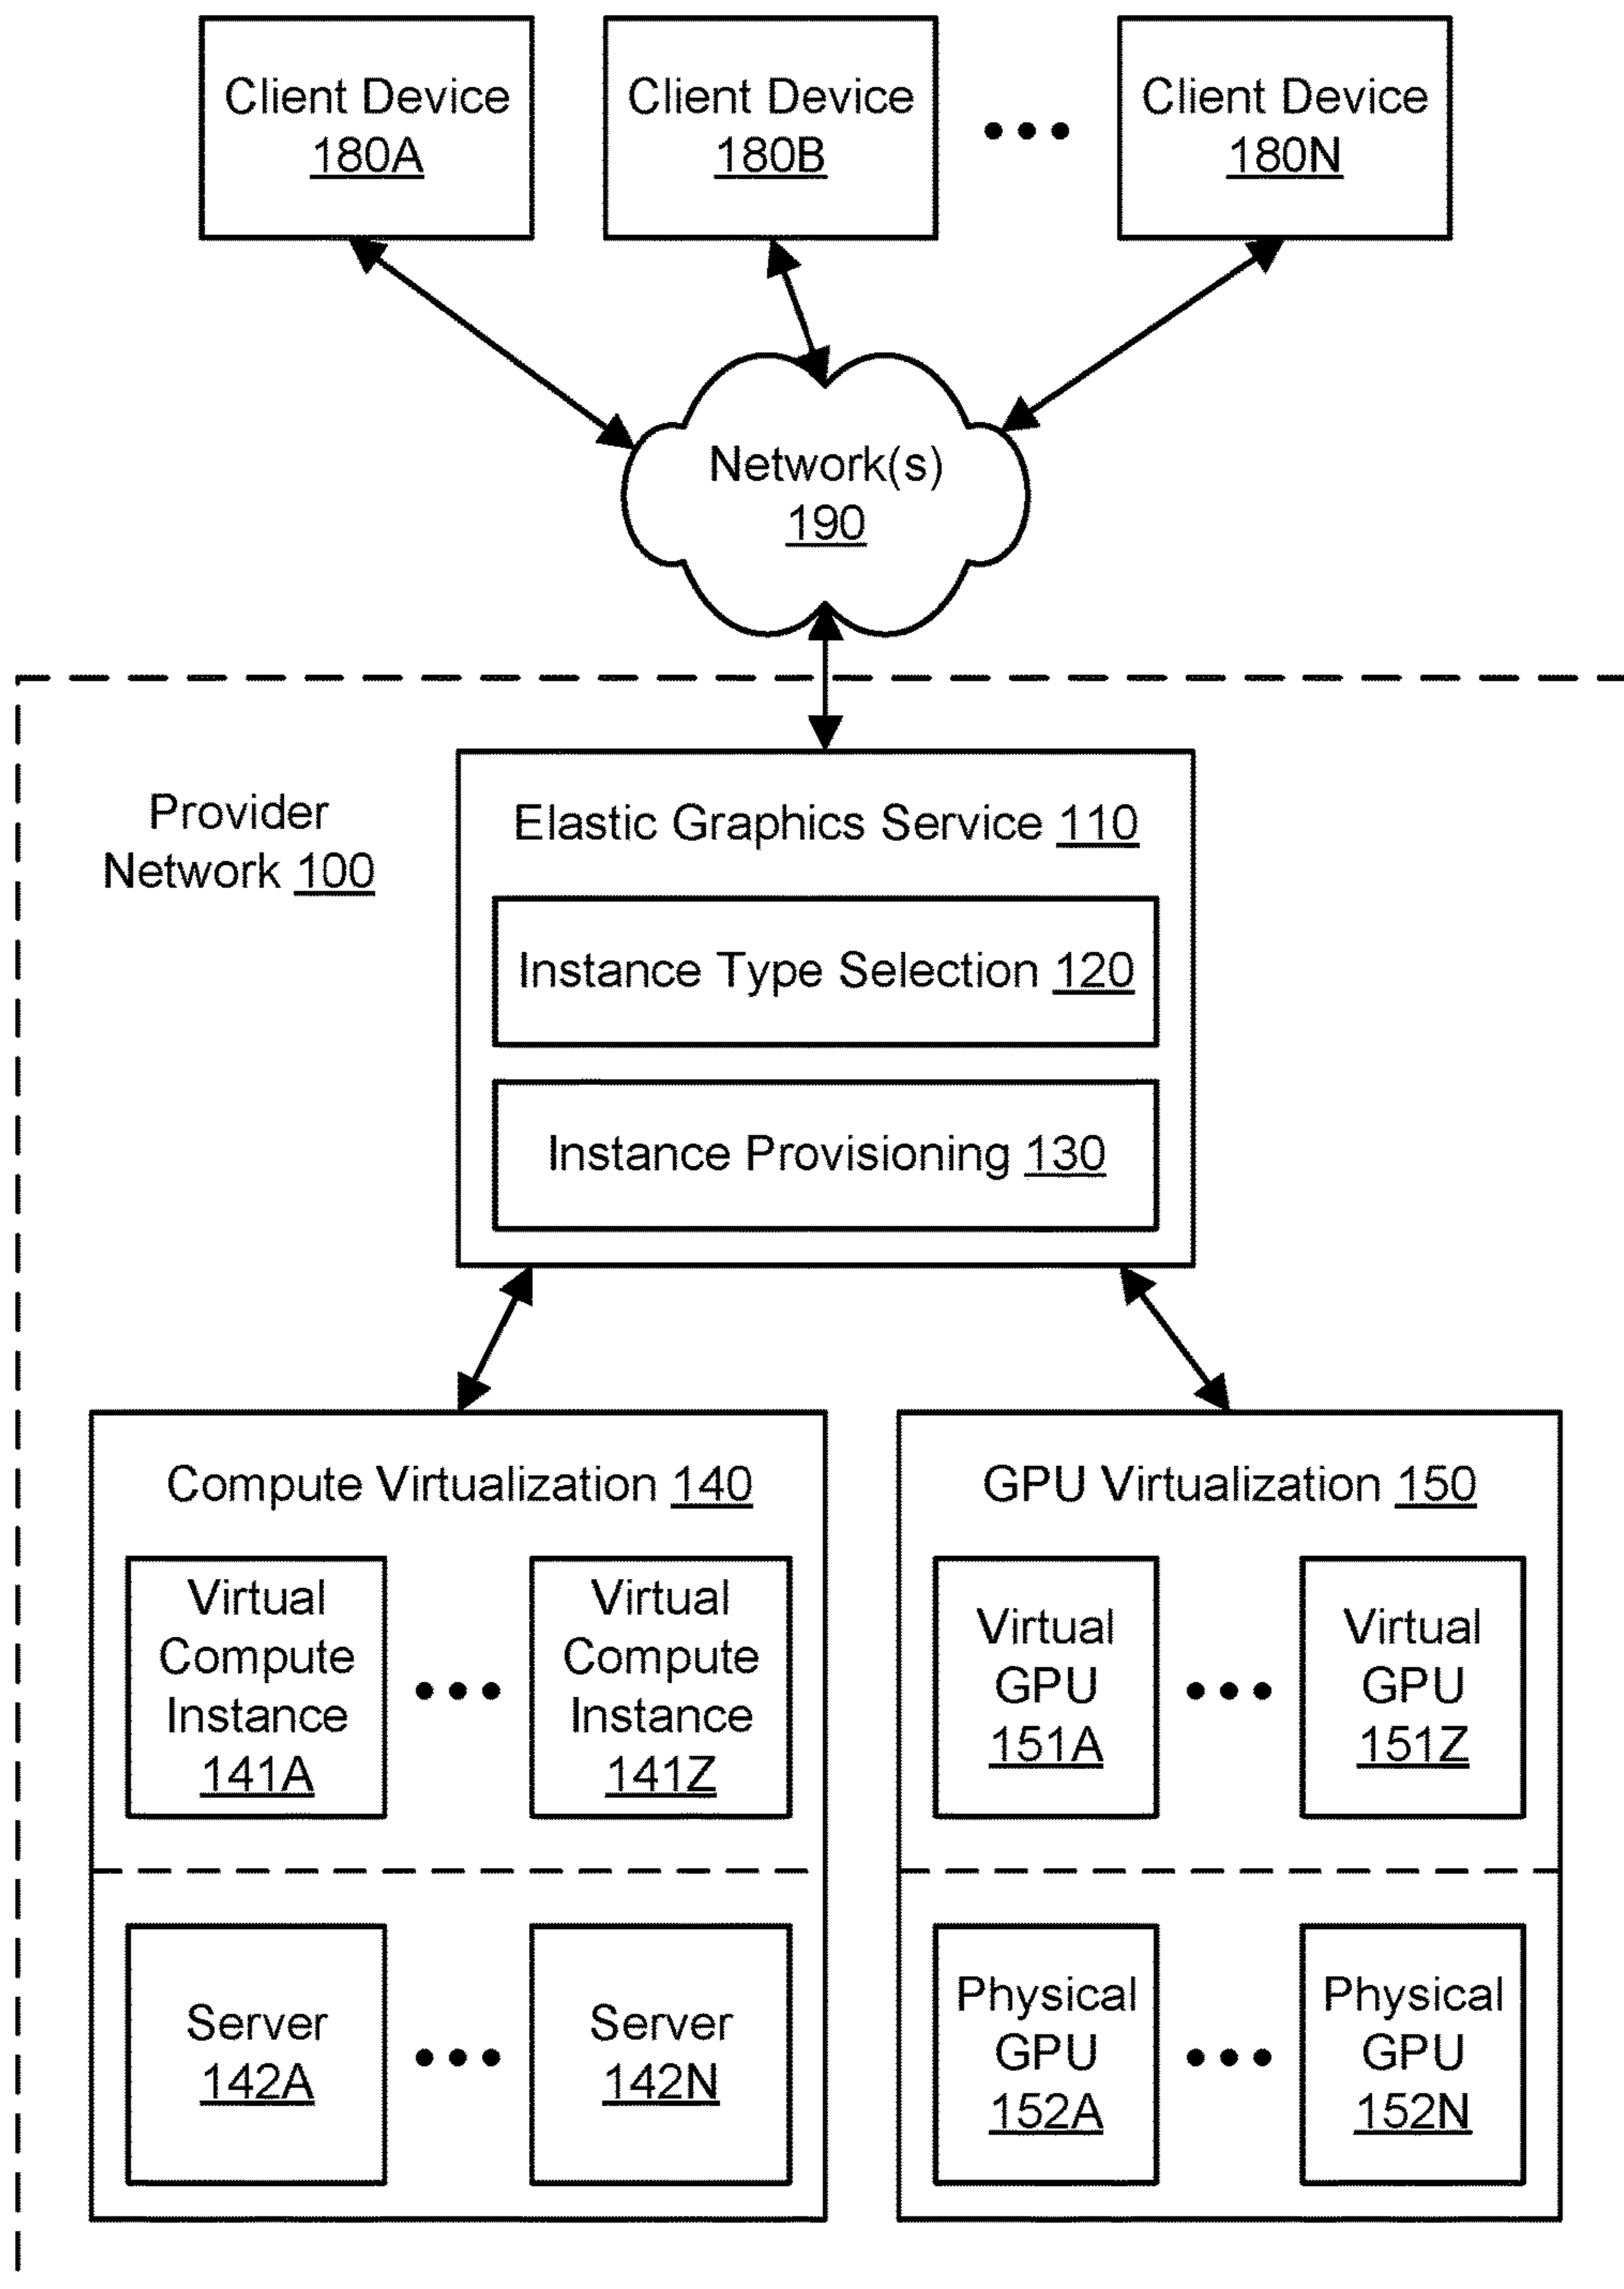 Client Device
180A
Client Device
180B
Client Device
180N
Network(s)
190
Provider
Network 100
Elastic Graphics Service 110
Instance Type Selection 120
Instance Provisioning 130
Compute Virtualization 140
Virtual
Compute
Instance
141A
Virtual
Compute
Instance
141Z
Server
142A
Server
142N
GPU Virtualization 150
Virtual
GPU
151A
Virtual
GPU
151Z
Physical
GPU
152A
Physical
GPU
152N